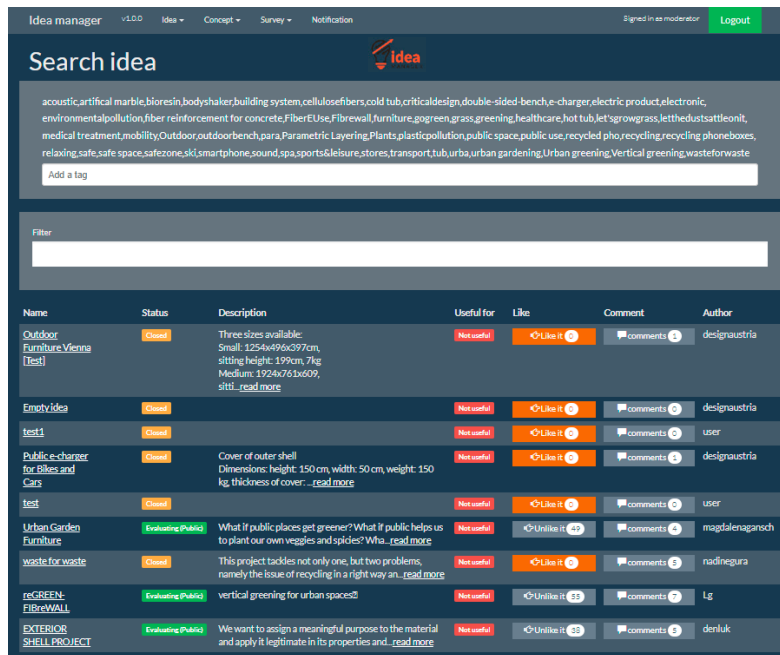 Idea manager v1.0.0 Idea Concept Survey Notification Signed in as moderator Logout
Search idea
idea
acoustic,artifical marble,bioresin,bodyshaker,building system,cellulosefibers,cold tub,criticaldesign,double-sided-bench,e-charger,electric product,electronic,
environmentalpollution,fiber reinforcement for concrete,FiberEUse,Fibrewall,furniture,gogreen,grass,greening,healthcare,hot tub,let'sgrowgrass,letthedustsattleonit,
medical treatment,mobility,Outdoor,outdoorbench,para,Parametric Layering,Plants,plasticpollution,public space,public use,recycled pho,recycling,recycling phoneboxes,
relaxing,safe,safe space,safezone,ski,smartphone,sound,spa,sports&leisure,stores,transport,tub,urba,urban gardening,Urban greening,Vertical greening,wasteforwaste
Add a tag
Filter
Name Status Description Useful for Like Comment Author
Outdoor Closed Three sizes available: Not useful Like it 0 comments 1 designaustria
Furniture Vienna Small: 1254x496x397cm,
[Test] sitting height: 199cm, 7kg
Medium: 1924x761x609,
sitti...read more
Empty idea Closed Not useful Like it 0 comments 0 designaustria
test1 Closed Not useful Like it 0 comments 0 user
Public e-charger Closed Cover of outer shell Not useful Like it 0 comments 1 designaustria
for Bikes and Dimensions: height: 150 cm, width: 50 cm, weight: 150
Cars kg, thickness of cover: ...read more
test Closed Not useful Like it 0 comments 0 user
Urban Garden Evaluating (Public) What if public places get greener? What if public helps us Not useful Unlike it 49 comments 4 magdalenagansch
Furniture to plant our own veggies and spicies? Wha...read more
waste for waste Closed This project tackles not only one, but two problems, Not useful Like it 0 comments 5 nadinegura
namely the issue of recycling in a right way an...read more
reGREEN- Evaluating (Public) vertical greening for urban spaces Not useful Unlike it 55 comments 7 Lg
FIBreWALL
EXTERIOR Evaluating (Public) We want to assign a meaningful purpose to the material Not useful Unlike it 38 comments 5 denluk
SHELL PROJECT and apply it legitimate in its properties and...read more